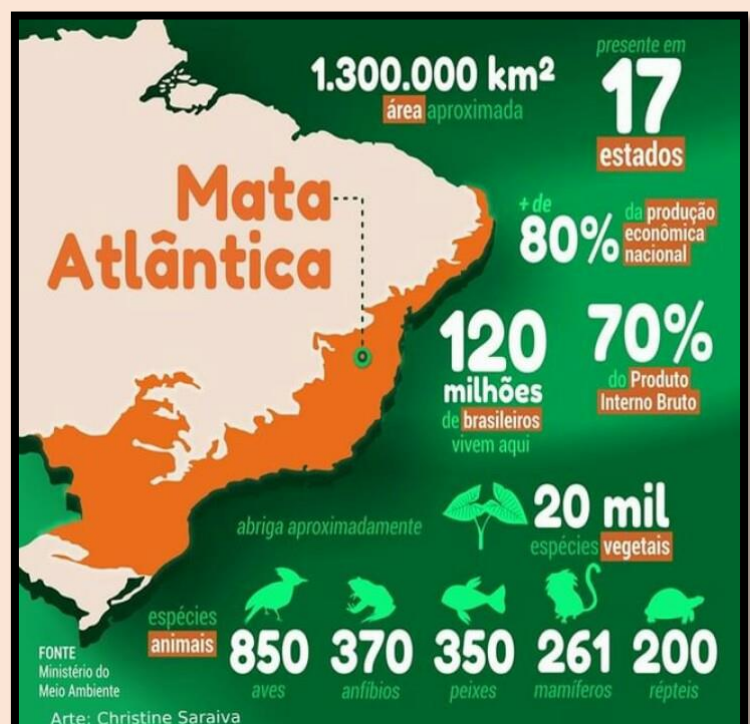 1.300.000 km²
área aproximada
presente em
17
estados
Mata
Atlântica
+ de
80%
da produção
econômica
nacional
120
milhões
de brasileiros
vivem aqui
70%
do Produto
Interno Bruto
abriga aproximadamente
20 mil
espécies vegetais
espécies
animais
850
aves
370
anfíbios
350
peixes
261
mamíferos
200
répteis
FONTE
Ministério do
Meio Ambiente
Arte: Christine Saraiva